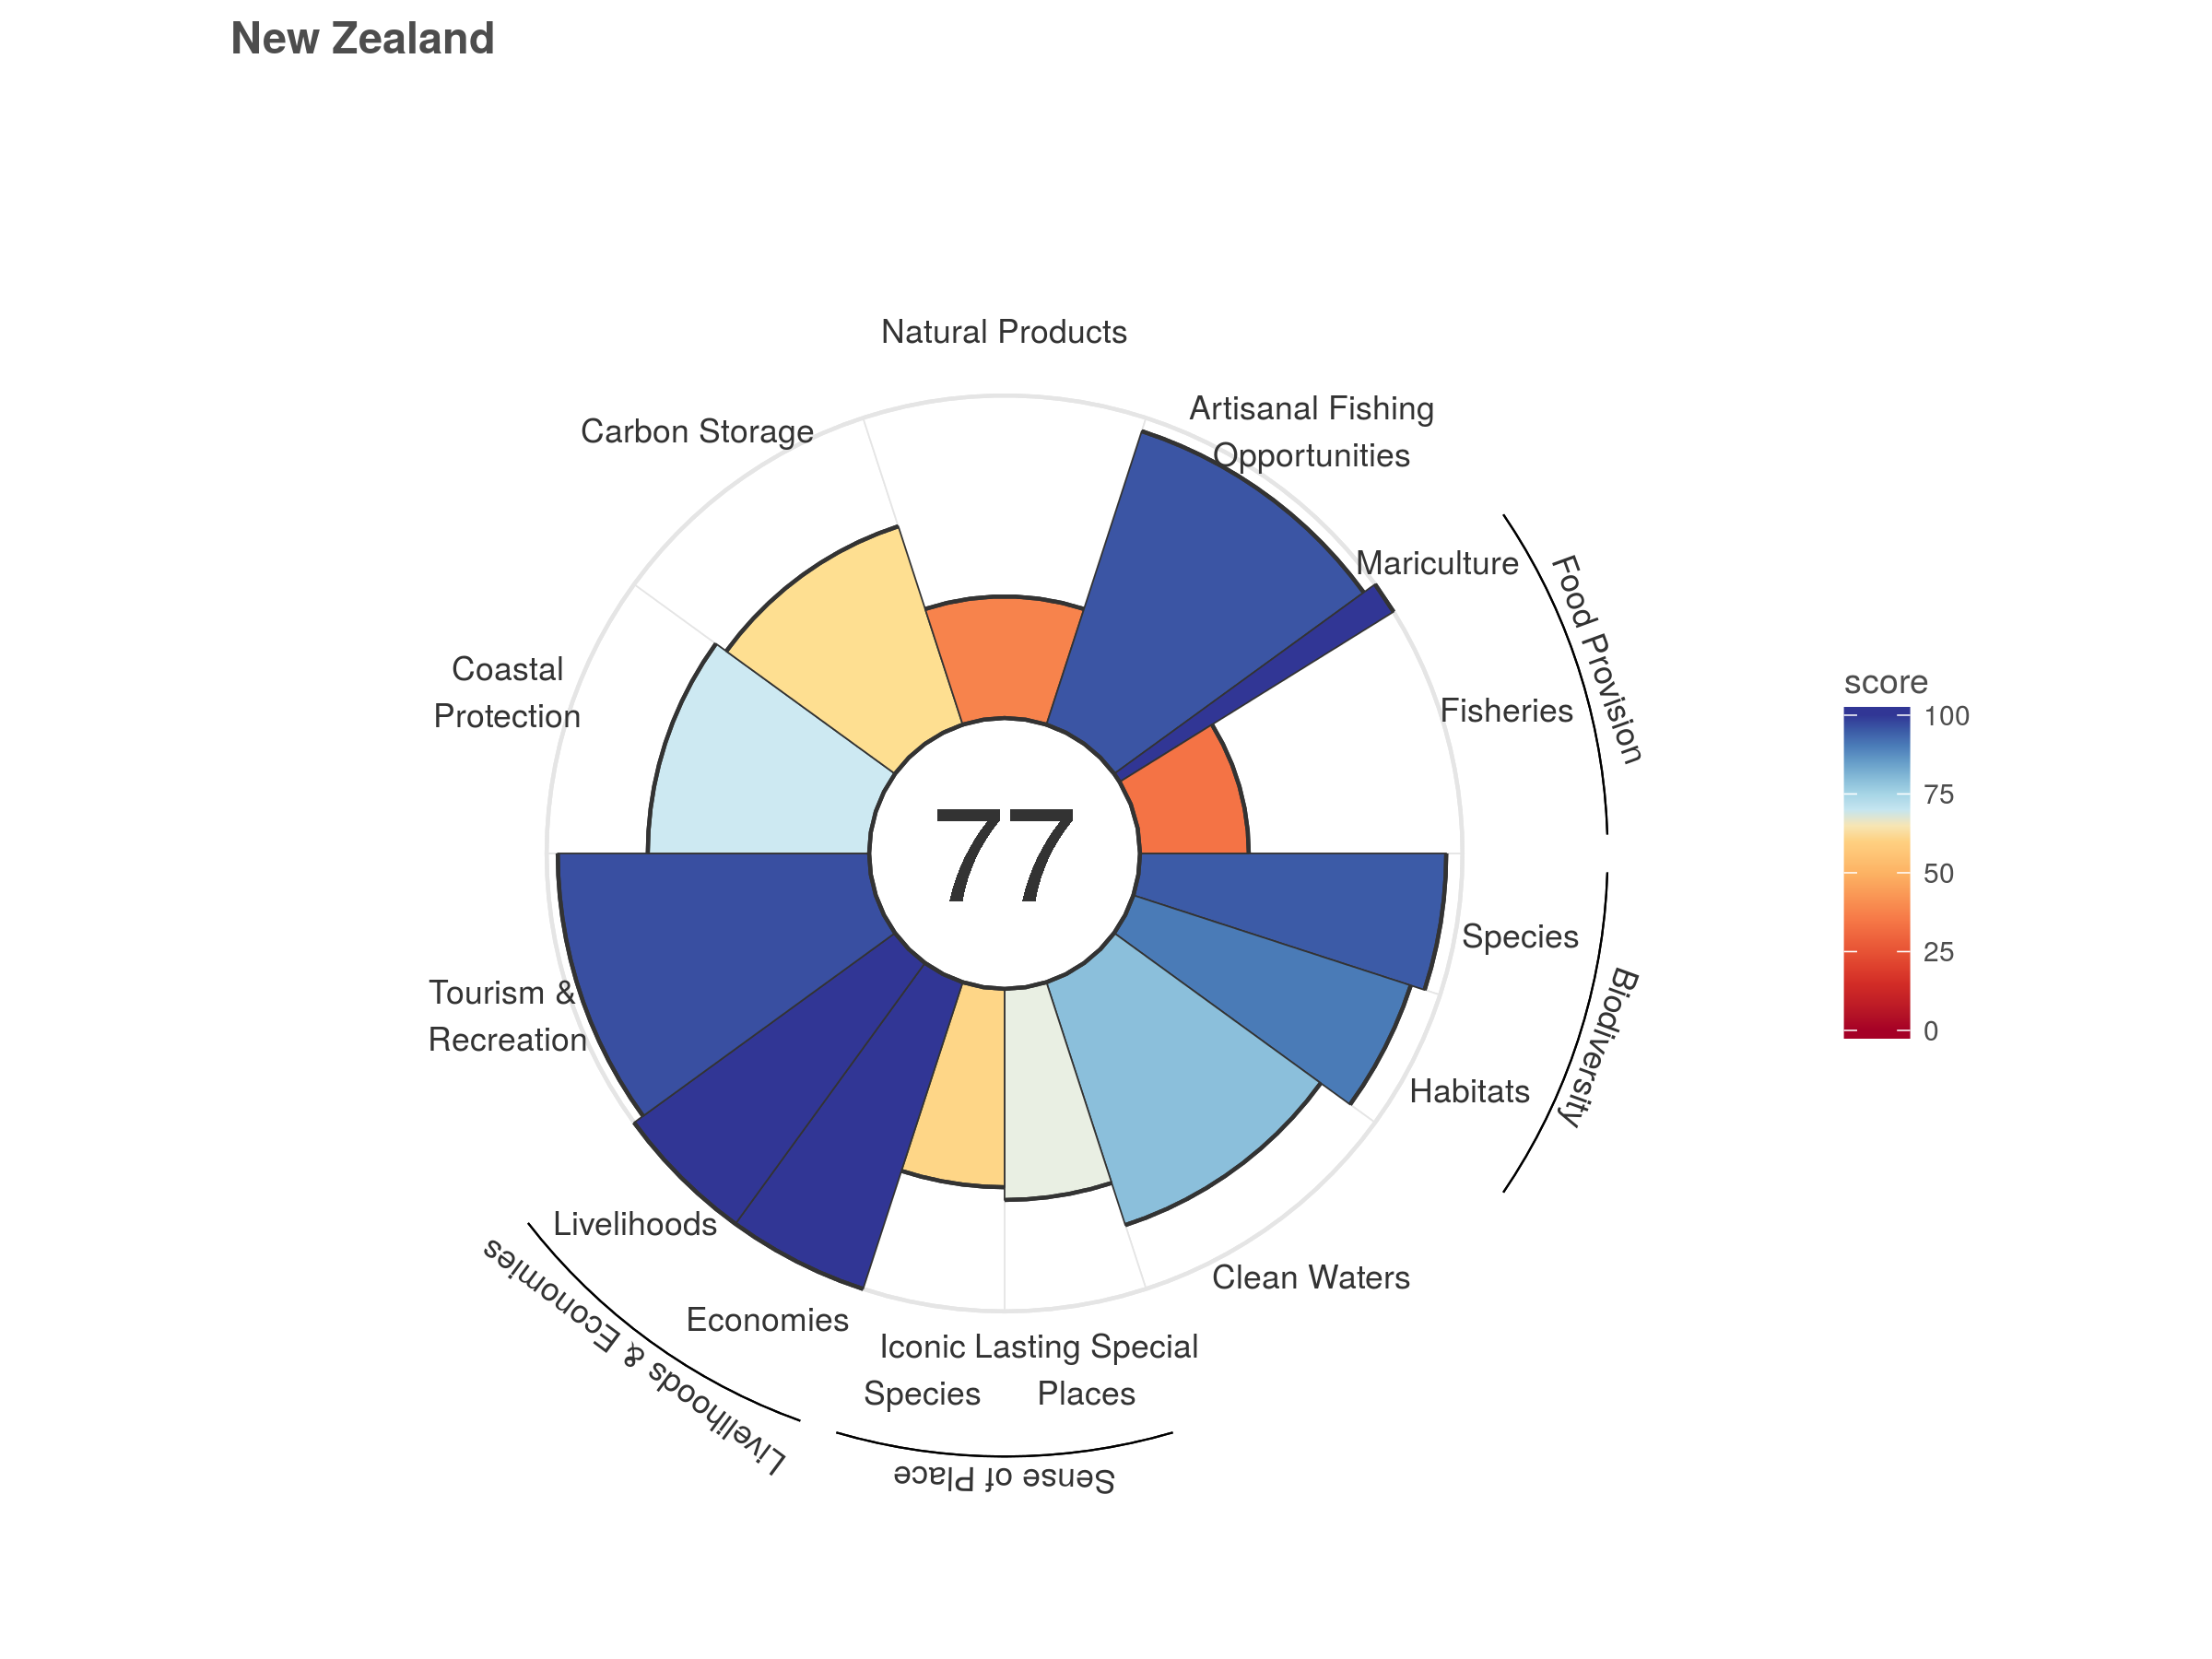 New Zealand
Natural Products
Artisanal Fishing
Opportunities
Carbon Storage
Mariculture
Food Provision
Coastal
Protection
Fisheries
score
100
75
50
25
0
77
Species
Biodiversity
Tourism &
Recreation
Habitats
Livelihoods
Clean Waters
Economies
Livelihoods & Economies
Iconic
Species
Lasting Special
Places
Sense of Place